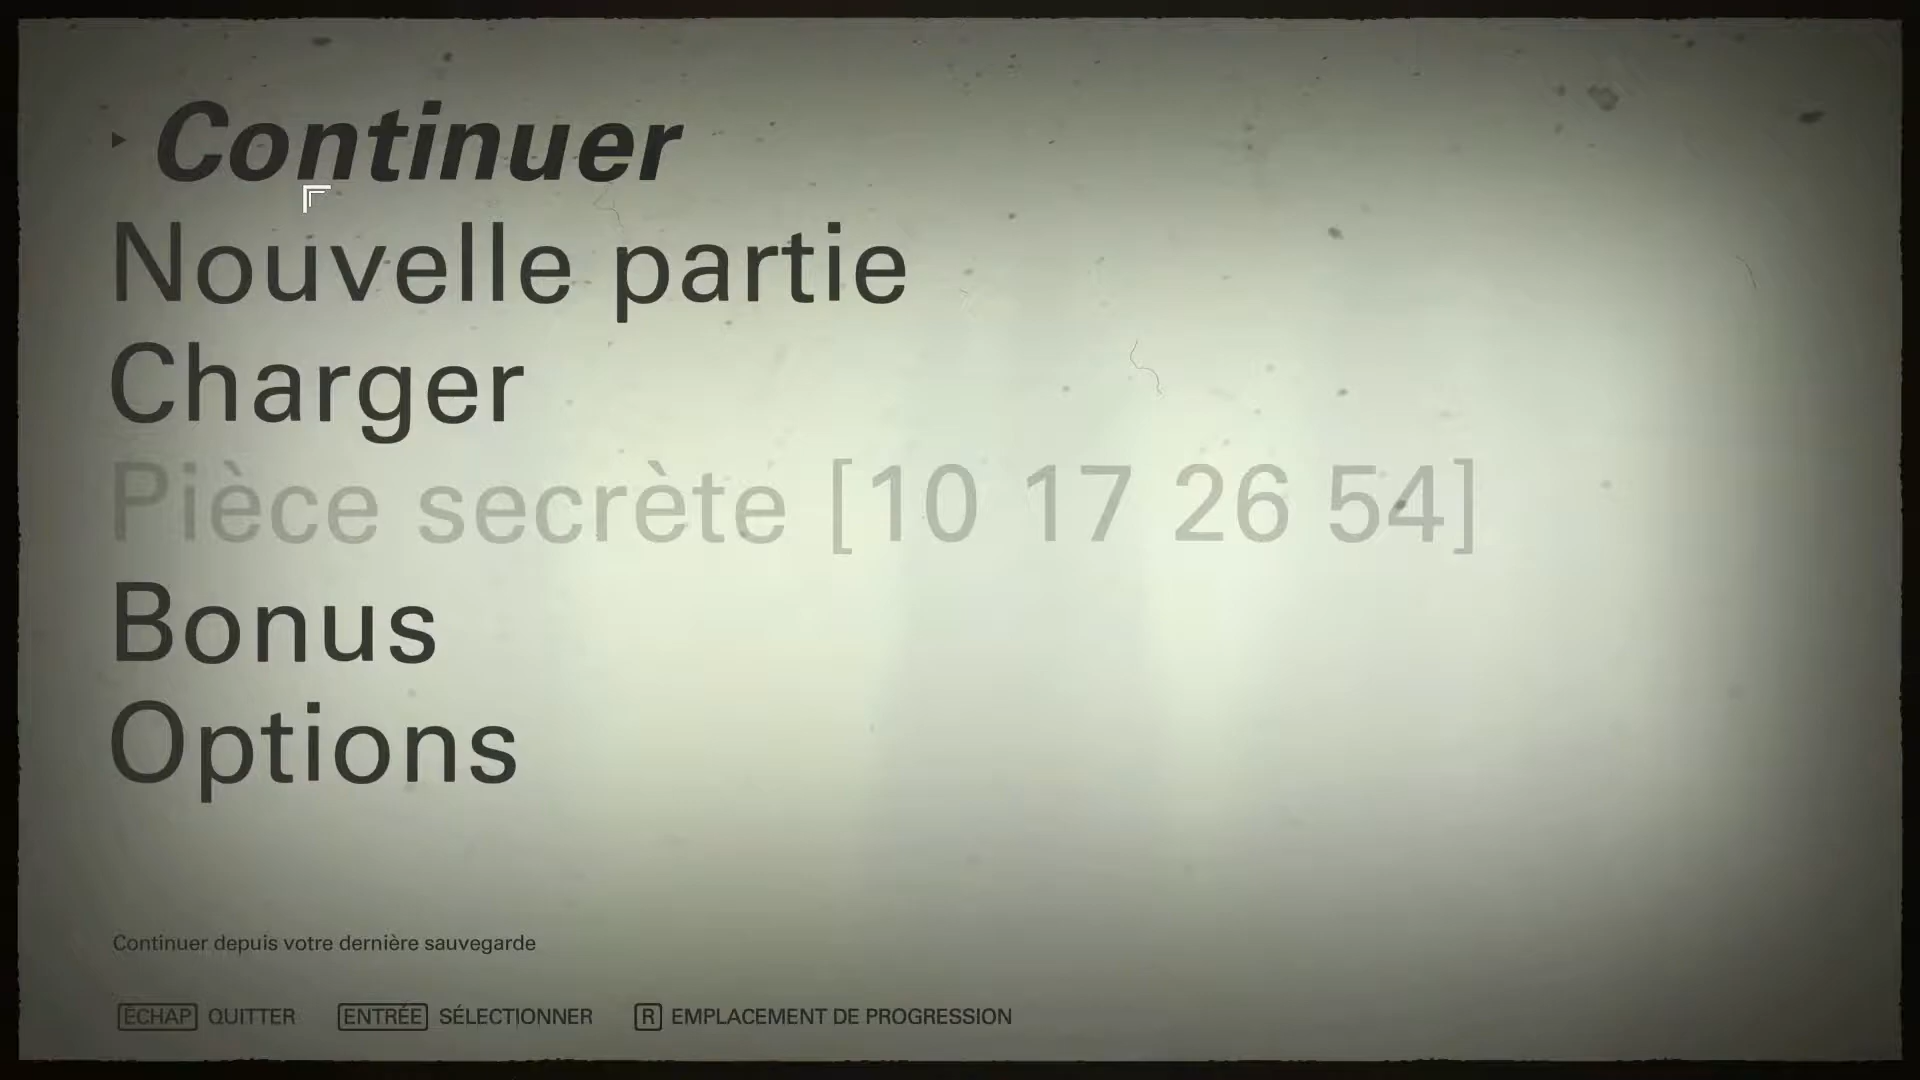 Continuer
Nouvelle partie
Charger
Pièce secrète [10 17 26 54]
Bonus
Options
Continuer depuis votre dernière sauvegarde
ÉCHAP QUITTER ENTRÉE SÉLECTIONNER R EMPLACEMENT DE PROGRESSION